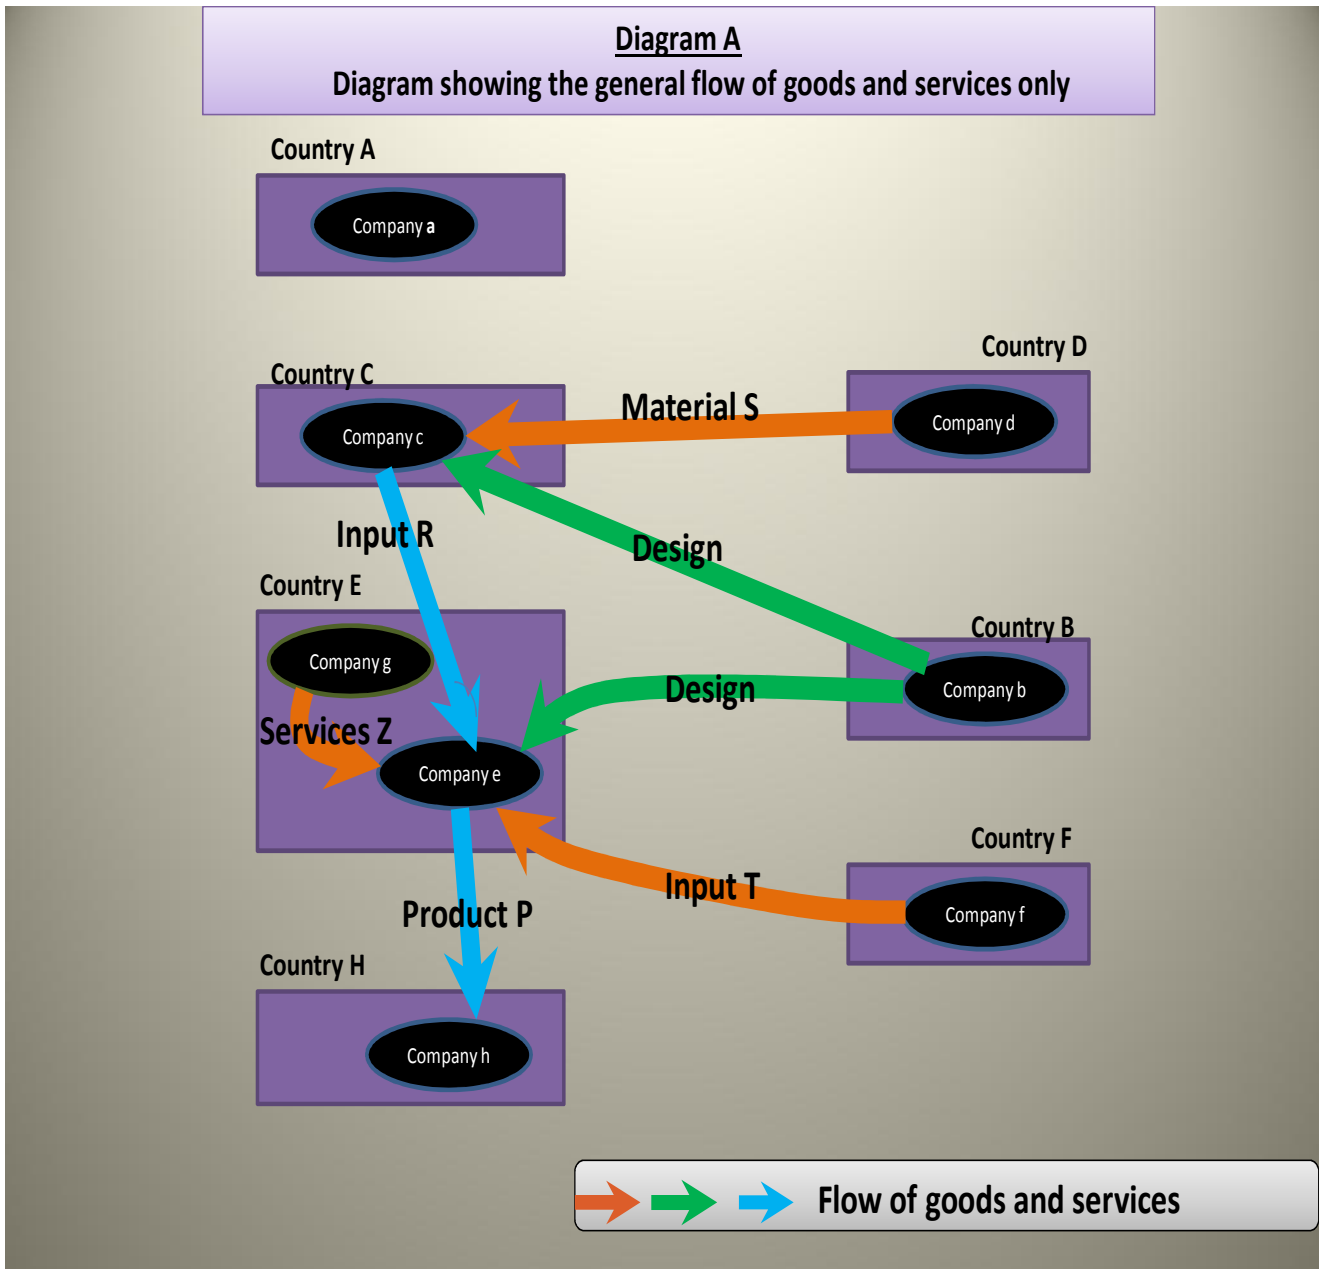 Diagram A
Diagram showing the general flow of goods and services only
Country A
Company a
Country D
Country C
Material S
Company d
Company c
Input R
Design
Country E
Country B
Company g
Design
Company b
Services Z
Company e
Country F
Input T
Product P
Company f
Country H
Company h
Flow of goods and services